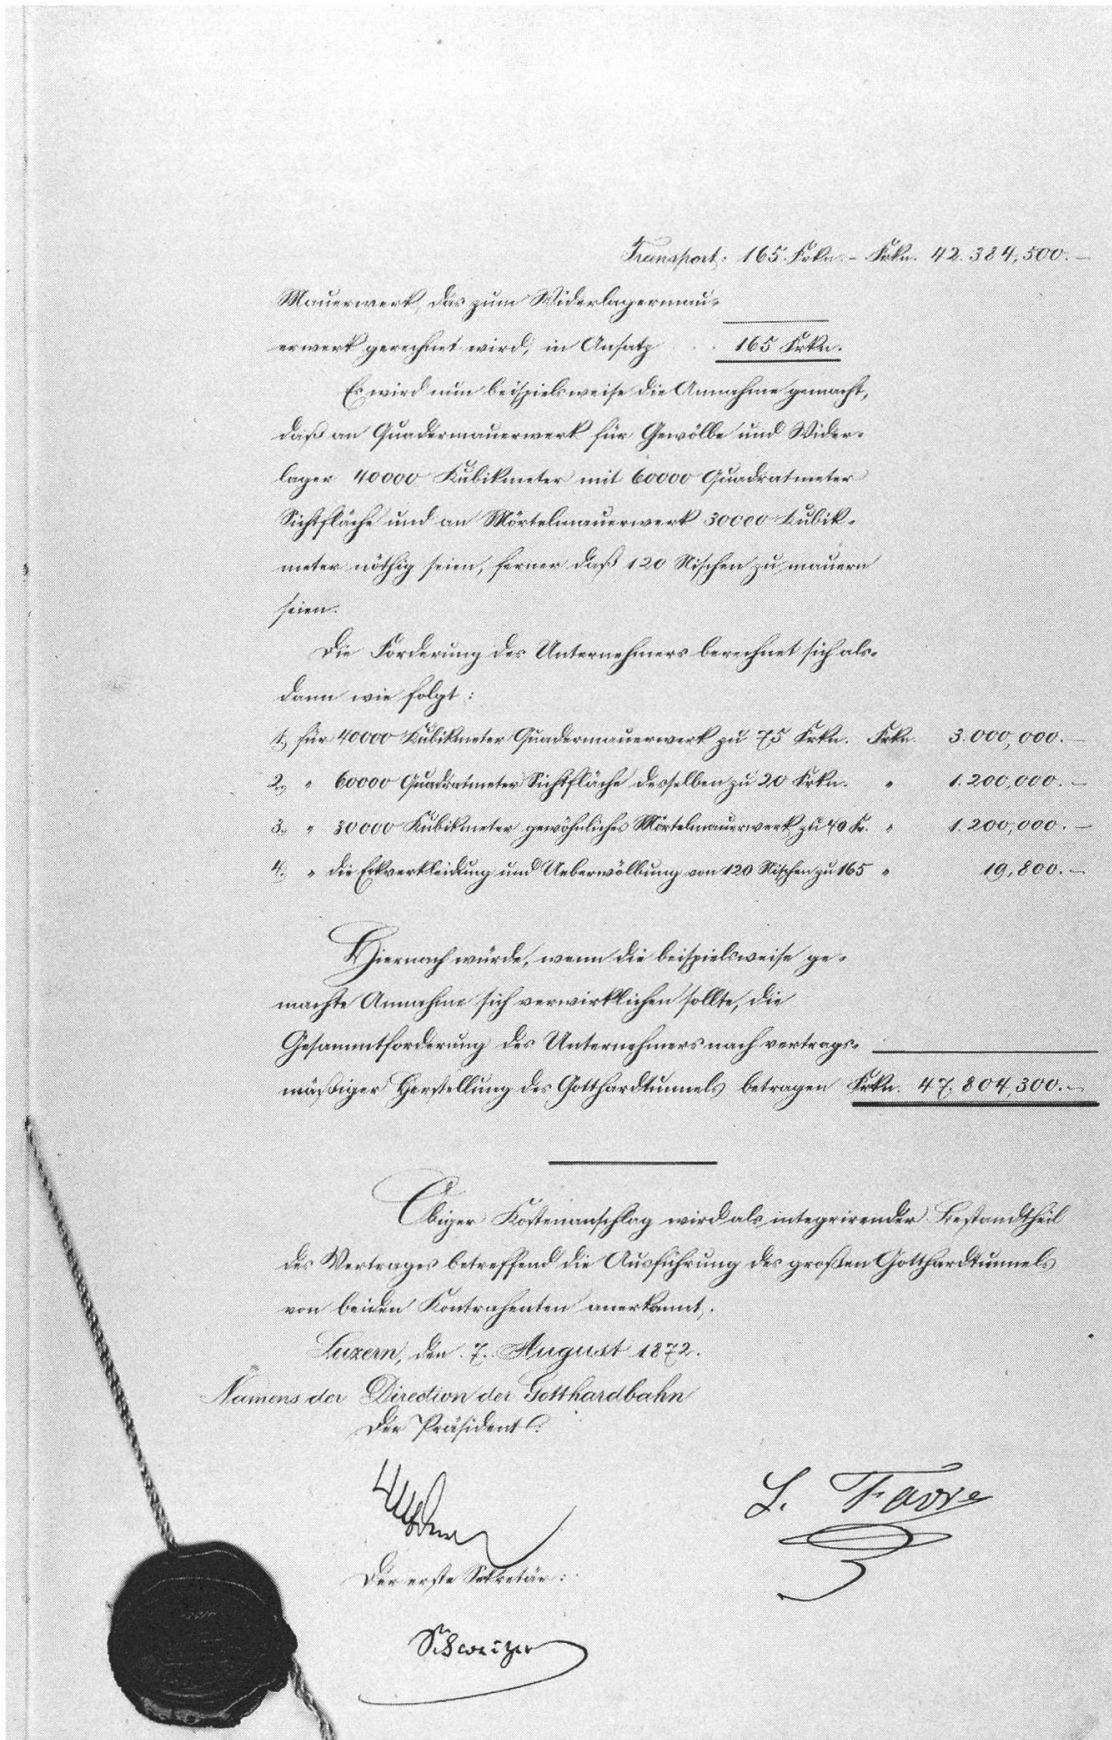 Transport: 165. Frkn. – Frkn. 42.384,500.–
Mauerwerk, das zum Widerlagermau-
erwerk gerechnet wird, in Ansatz . . . 165 Frkn.
Es wird nun beispielsweise die Annahme gemacht,
daß an Quadermauerwerk für Gewölbe und Wider-
lager 40000 Kubikmeter mit 60000 Quadratmeter
Sichtfläche und an Mörtelmauerwerk 30000 Kubik-
meter nöthig seien, ferner daß 120 Nischen zu mauern
seien.
Die Forderung des Unternehmers berechnet sich als-
dann wie folgt:
1., für 40000 Kubikmeter Quadermauerwerk zu 75 Frkn. Frkn. 3.000,000.–
2., " 60000 Quadratmeter Sichtfläche desselben zu 20 Frkn. " 1.200,000.–
3., " 30000 Kubikmeter gewöhnliches Mörtelmauerwerk zu 40 Fr. " 1.200,000.–
4., " die Eckverkleidung und Ueberwölbung von 120 Nischen zu 165 " 19,800.–
Hiernach würde, wenn die beispielsweise ge-
machte Annahme sich verwirklichen sollte, die
Gesammtforderung des Unternehmers nach vertrags-
mäßiger Herstellung des Gotthardtunnels betragen Frkn. 47.804,300.–
Obiger Kostenanschlag wird als integrirender Bestandtheil
des Vertrages betreffend die Ausführung des großen Gotthardtunnels
von beiden Kontrahenten anerkannt.
Luzern, den 7. August 1872.
Namens der Direction der Gotthardbahn
Der Präsident:
L. Favre
Der erste Sekretär:
Schweizer